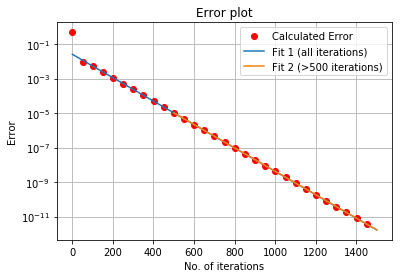 Error plot
Calculated Error
Fit 1 (all iterations)
Fit 2 (>500 iterations)
Error
10⁻¹
10⁻³
10⁻⁵
10⁻⁷
10⁻⁹
10⁻¹¹
0 200 400 600 800 1000 1200 1400
No. of iterations